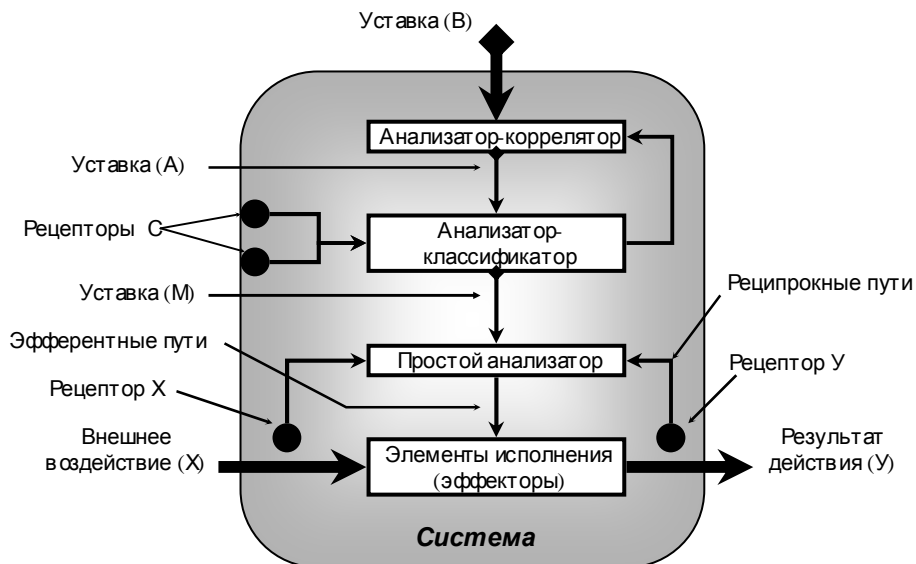 Уставка (В)
Анализатор-коррелятор
Уставка (А)
Рецепторы С
Анализатор-
классификатор
Уставка (М)
Реципрокные пути
Эфферентные пути
Простой анализатор
Рецептор У
Рецептор Х
Внешнее
воздействие (Х)
Элементы исполнения
(эффекторы)
Результат
действия (У)
Система